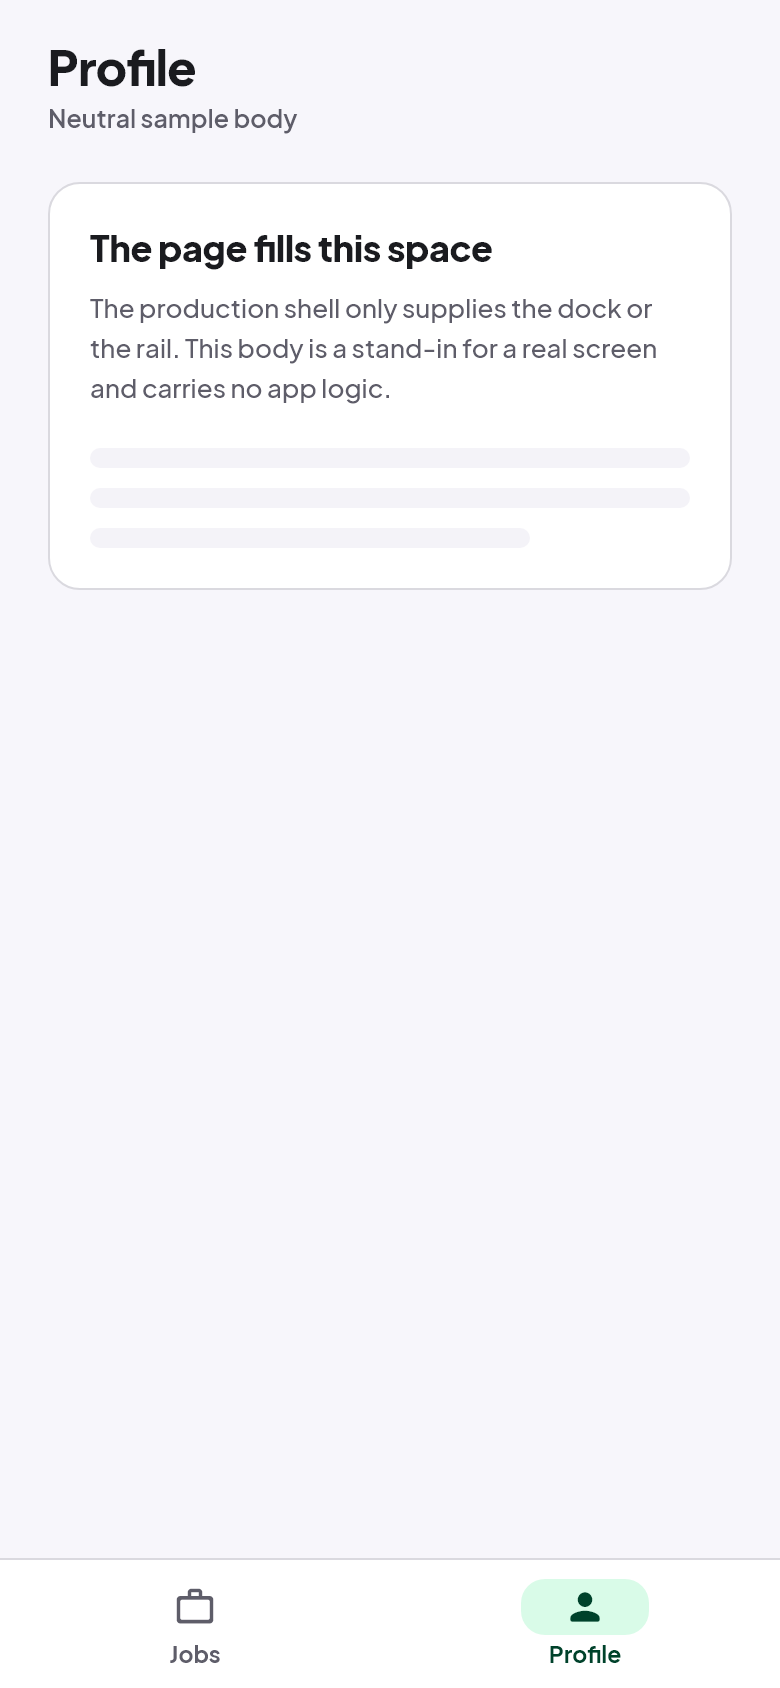 Profile
Neutral sample body
The page fills this space
The production shell only supplies the dock or
the rail. This body is a stand-in for a real screen
and carries no app logic.
Jobs
Profile